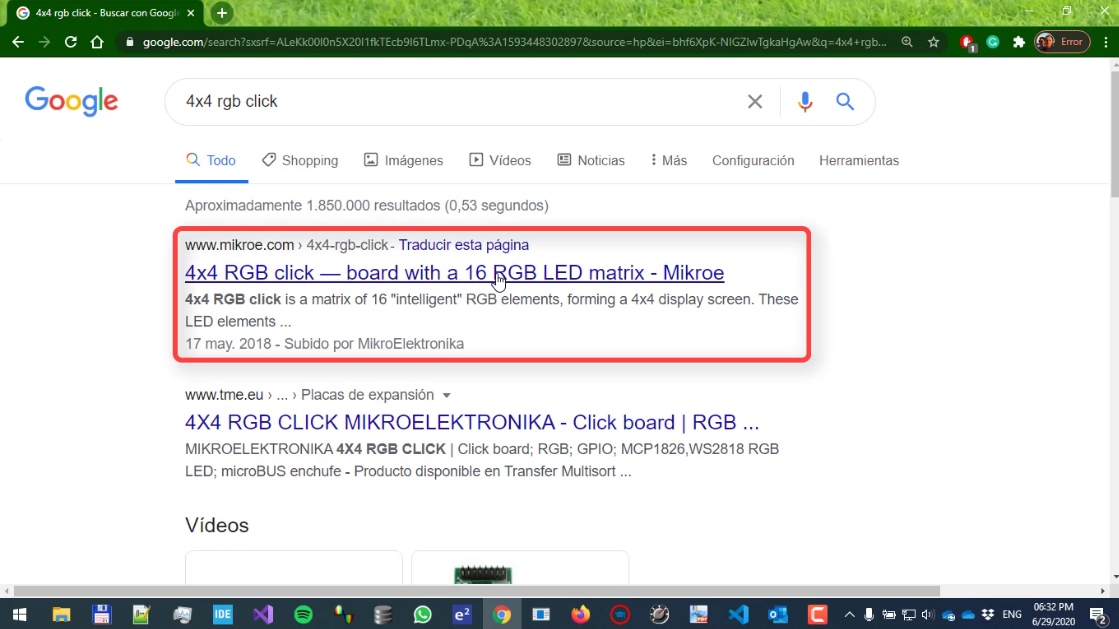 4x4 rgb click - Buscar con Google
google.com/search?sxsrf=ALeKk00I0n5X20I1fkTEcb9I6TLmx-PDqA%3A1593448302897&source=hp&ei=bhf6XpK-NIGZlwTgkaHgAw&q=4x4+rgb...
1
Error
Google
4x4 rgb click
Todo
Shopping
Imágenes
Vídeos
Noticias
Más
Configuración
Herramientas
Aproximadamente 1.850.000 resultados (0,53 segundos)
www.mikroe.com › 4x4-rgb-click - Traducir esta página
4x4 RGB click — board with a 16 RGB LED matrix - Mikroe
4x4 RGB click is a matrix of 16 "intelligent" RGB elements, forming a 4x4 display screen. These
LED elements ...
17 may. 2018 - Subido por MikroElektronika
www.tme.eu › ... › Placas de expansión
4X4 RGB CLICK MIKROELEKTRONIKA - Click board | RGB ...
MIKROELEKTRONIKA 4X4 RGB CLICK | Click board; RGB; GPIO; MCP1826,WS2818 RGB
LED; microBUS enchufe - Producto disponible en Transfer Multisort ...
Vídeos
IDE
e²
ENG
06:32 PM
6/29/2020
2